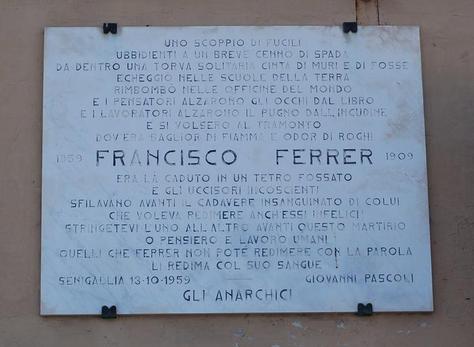 UNO SCOPPIO DI FUCILI
UBBIDIENTI A UN BREVE CENNO DI SPADA
DA DENTRO UNA TORVA SOLITARIA CINTA DI MURI E DI FOSSE
ECHEGGIO NELLE SCUOLE DELLA TERRA
RIMBOMBO NELLE OFFICINE DEL MONDO
E I PENSATORI ALZARONO GLI OCCHI DAL LIBRO
E I LAVORATORI ALZARONO IL PUGNO DALL'INCUDINE
E SI VOLSERO AL TRAMONTO
DOV'ERA BAGLIOR DI FIAMMA E ODOR DI ROGHI
1859 FRANCISCO FERRER 1909
ERA LA CADUTO IN UN TETRO FOSSATO
E GLI UCCISORI INCOSCIENTI
SFILAVANO AVANTI IL CADAVERE INSANGUINATO DI COLUI
CHE VOLEVA REDIMERE ANCH'ESSI INFELICI
STRINGETEVI L'UNO ALL'ALTRO AVANTI QUESTO MARTIRIO
O PENSIERO E LAVORO UMANI
QUELLI CHE FERRER NON POTE REDIMERE CON LA PAROLA
LI REDIMA COL SUO SANGUE !
SENIGALLIA 13-10-1959 GIOVANNI PASCOLI
GLI ANARCHICI